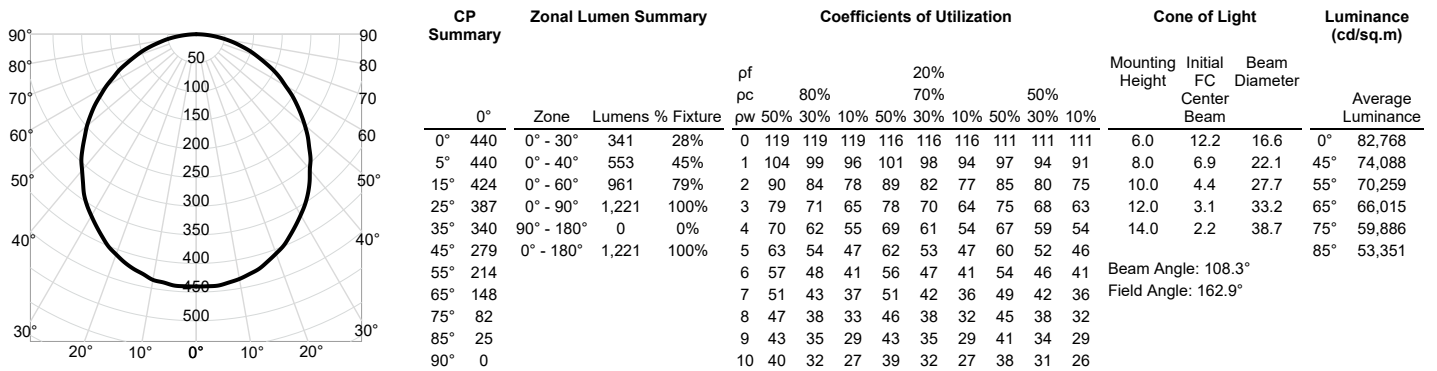 90° 90
80° 80
70° 70
60° 60
50° 50°
40° 40°
30° 30°
20° 10° 0° 10° 20°
50
100
150
200
250
300
350
400
450
500
CP Summary
0°
0° 440
5° 440
15° 424
25° 387
35° 340
45° 279
55° 214
65° 148
75° 82
85° 25
90° 0
Zonal Lumen Summary
Zone Lumens % Fixture
0° - 30° 341 28%
0° - 40° 553 45%
0° - 60° 961 79%
0° - 90° 1,221 100%
90° - 180° 0 0%
0° - 180° 1,221 100%
Coefficients of Utilization
ρf 20%
ρc 80% 70% 50%
ρw 50% 30% 10% 50% 30% 10% 50% 30% 10%
0 119 119 119 116 116 116 111 111 111
1 104 99 96 101 98 94 97 94 91
2 90 84 78 89 82 77 85 80 75
3 79 71 65 78 70 64 75 68 63
4 70 62 55 69 61 54 67 59 54
5 63 54 47 62 53 47 60 52 46
6 57 48 41 56 47 41 54 46 41
7 51 43 37 51 42 36 49 42 36
8 47 38 33 46 38 32 45 38 32
9 43 35 29 43 35 29 41 34 29
10 40 32 27 39 32 27 38 31 26
Cone of Light
Mounting Height Initial FC Center Beam Beam Diameter
6.0 12.2 16.6
8.0 6.9 22.1
10.0 4.4 27.7
12.0 3.1 33.2
14.0 2.2 38.7
Beam Angle: 108.3°
Field Angle: 162.9°
Luminance
(cd/sq.m)
Average
Luminance
0° 82,768
45° 74,088
55° 70,259
65° 66,015
75° 59,886
85° 53,351